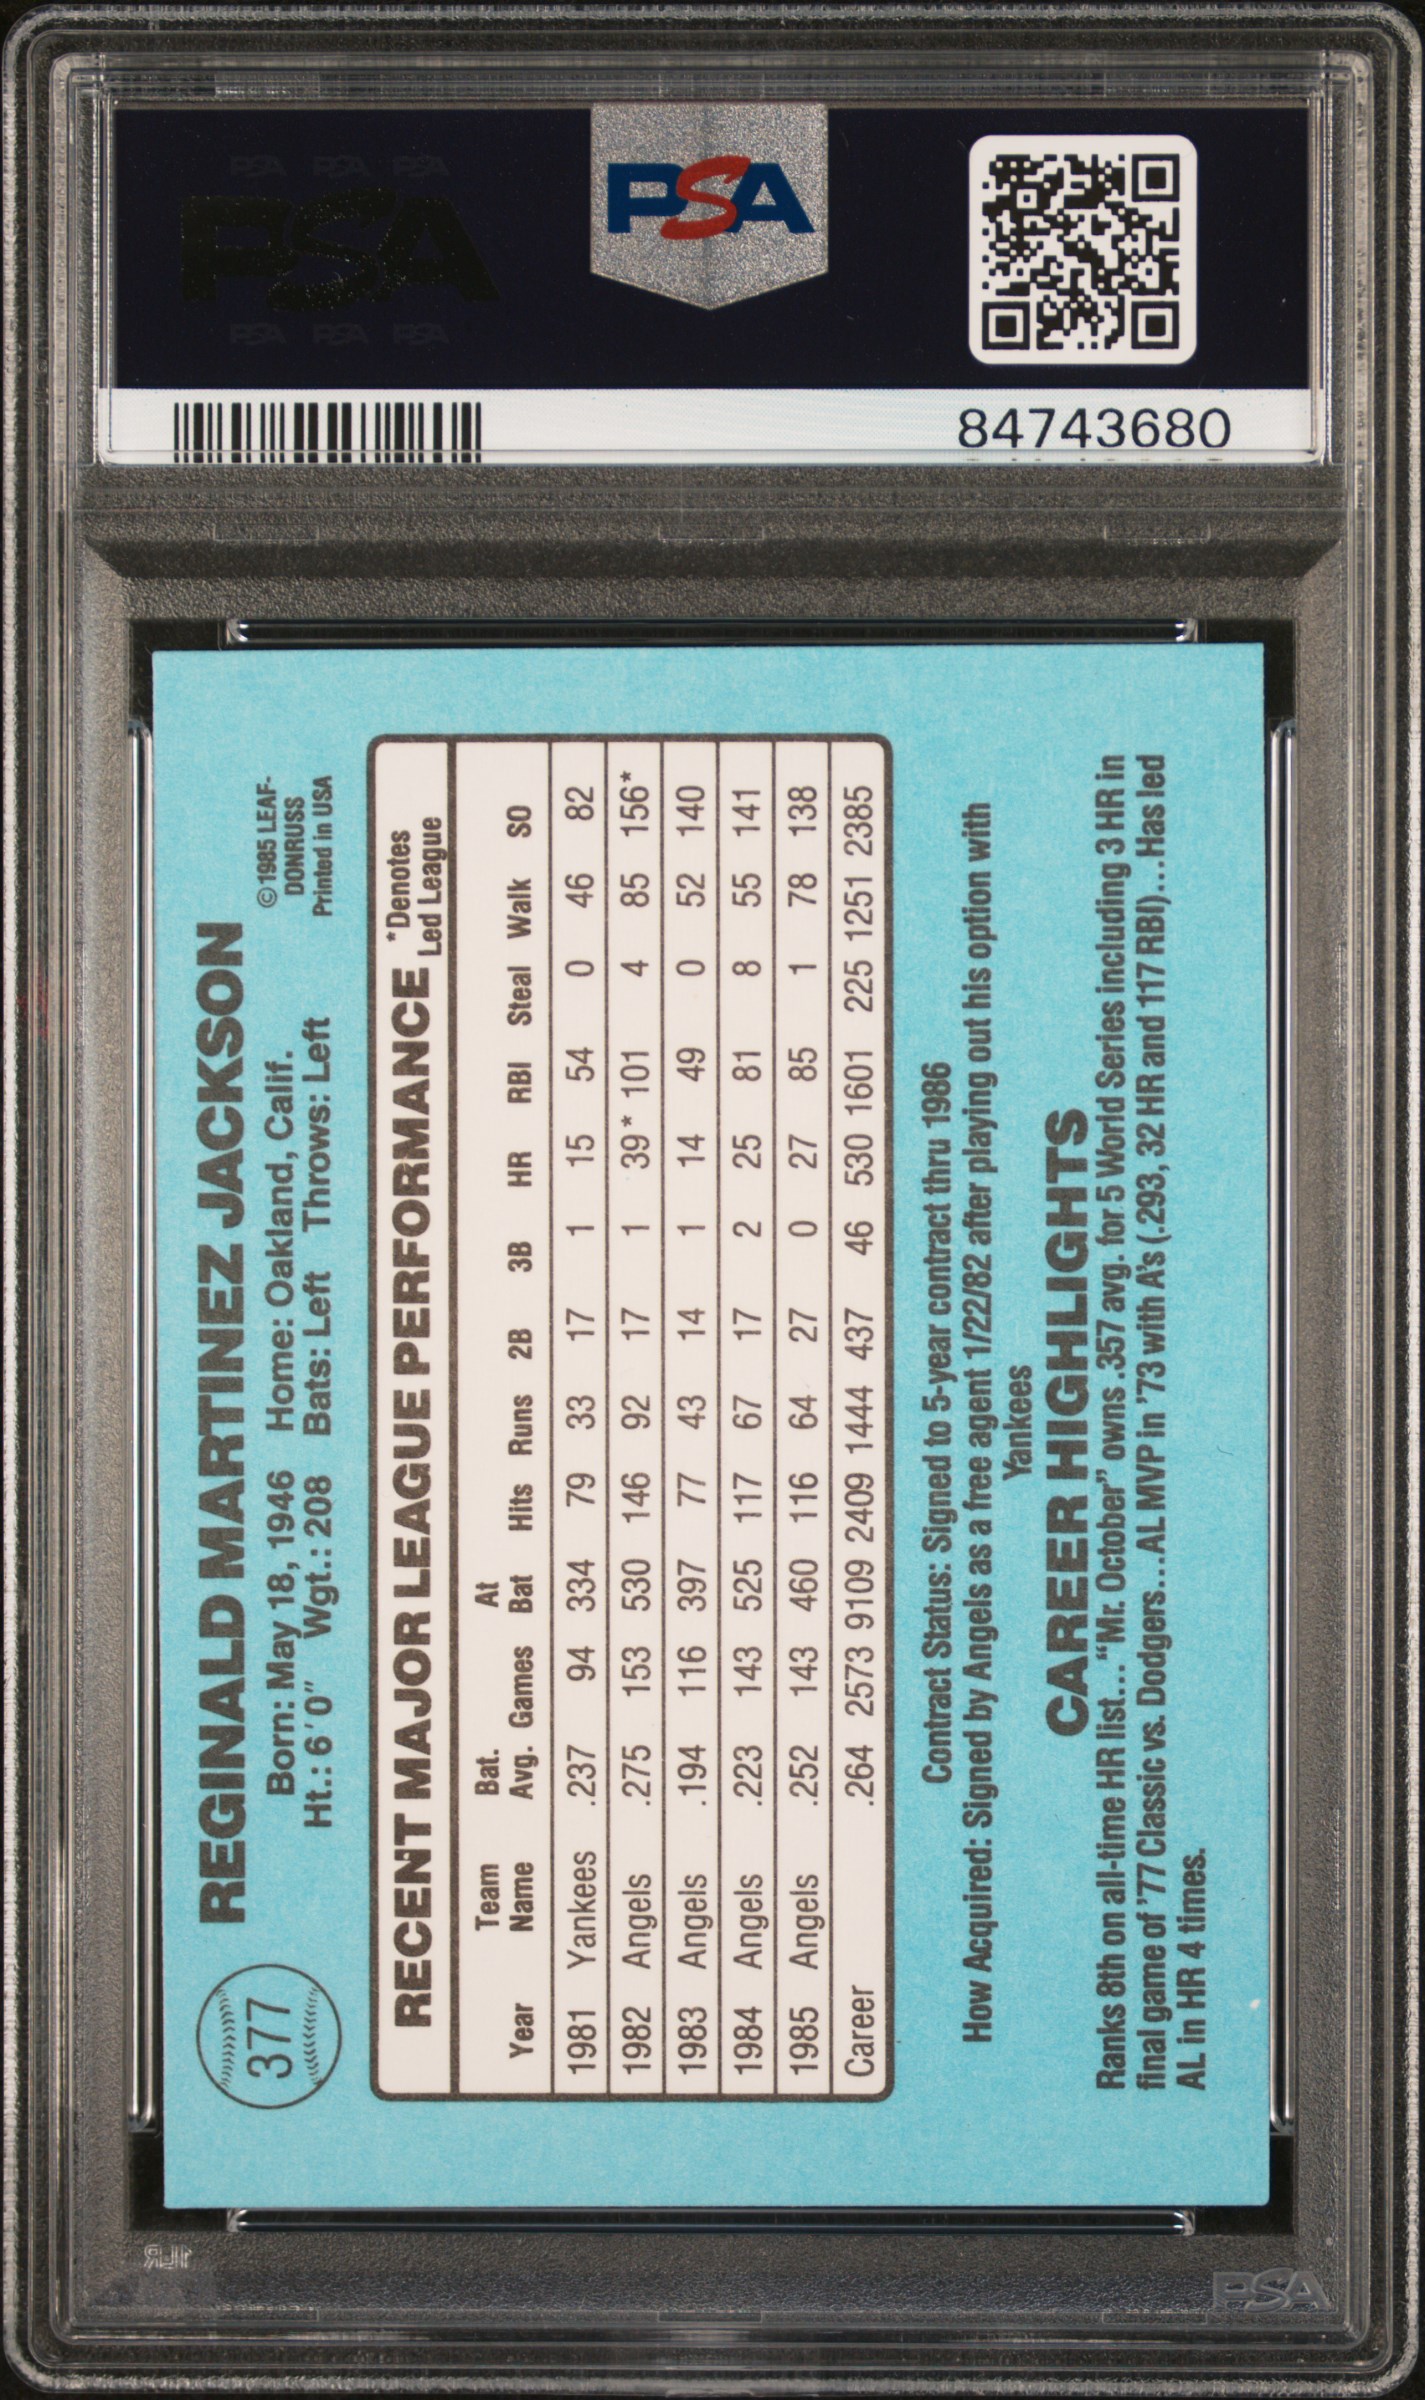 PSA PSA PSA
PSA
PSA PSA PSA
PSA
84743680
377
REGINALD MARTINEZ JACKSON
©1985 LEAF-
DONRUSS
Printed in USA
Born: May 18, 1946 Home: Oakland, Calif.
Ht.: 6'0" Wgt.: 208 Bats: Left Throws: Left
RECENT MAJOR LEAGUE PERFORMANCE *Denotes
Led League
Team Bat. At
Year Name Avg. Games Bat Hits Runs 2B 3B HR RBI Steal Walk SO
1981 Yankees .237 94 334 79 33 17 1 15 54 0 46 82
1982 Angels .275 153 530 146 92 17 1 39* 101 4 85 156*
1983 Angels .194 116 397 77 43 14 1 14 49 0 52 140
1984 Angels .223 143 525 117 67 17 2 25 81 8 55 141
1985 Angels .252 143 460 116 64 27 0 27 85 1 78 138
Career .264 2573 9109 2409 1444 437 46 530 1601 225 1251 2385
Contract Status: Signed to 5-year contract thru 1986
How Acquired: Signed by Angels as a free agent 1/22/82 after playing out his option with
Yankees
CAREER HIGHLIGHTS
Ranks 8th on all-time HR list... "Mr. October" owns .357 avg. for 5 World Series including 3 HR in
final game of '77 Classic vs. Dodgers...AL MVP in '73 with A's (.293, 32 HR and 117 RBI)...Has led
AL in HR 4 times.
PSA